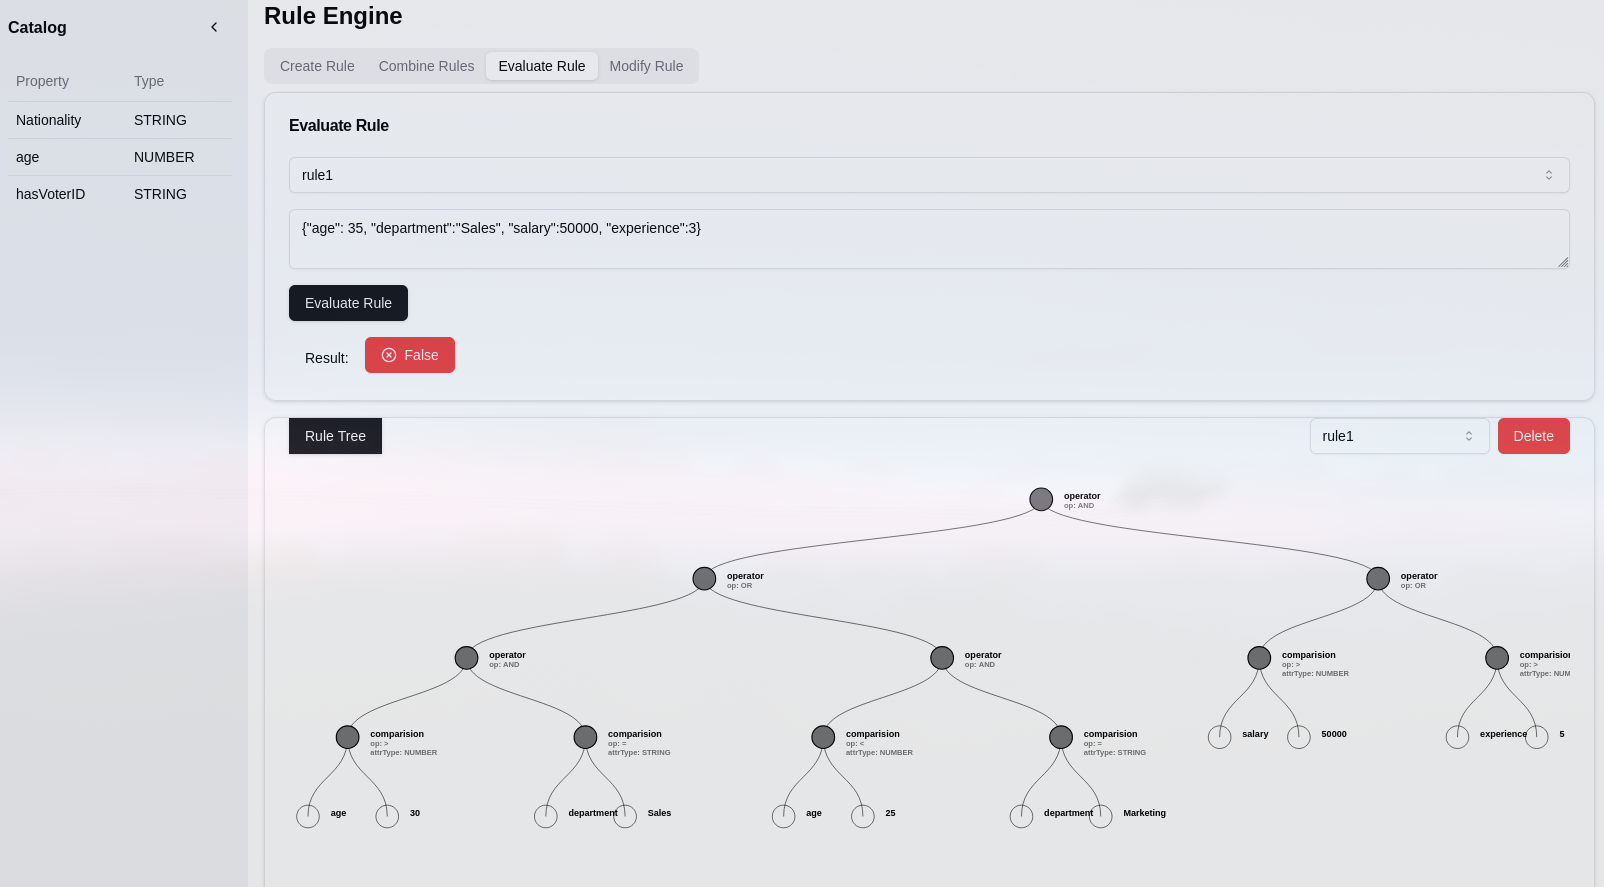 Catalog
Property Type
Nationality STRING
age NUMBER
hasVoterID STRING
Rule Engine
Create Rule Combine Rules Evaluate Rule Modify Rule
Evaluate Rule
rule1
{"age": 35, "department":"Sales", "salary":50000, "experience":3}
Evaluate Rule
Result: False
Rule Tree rule1 Delete
operator
op: AND
operator operator
op: OR op: OR
operator operator comparision comparision
op: AND op: AND op: > op: >
attrType: NUMBER attrType: NUM
comparision comparision comparision comparision salary 50000 experience 5
op: > op: = op: < op: =
attrType: NUMBER attrType: STRING attrType: NUMBER attrType: STRING
age 30 department Sales age 25 department Marketing